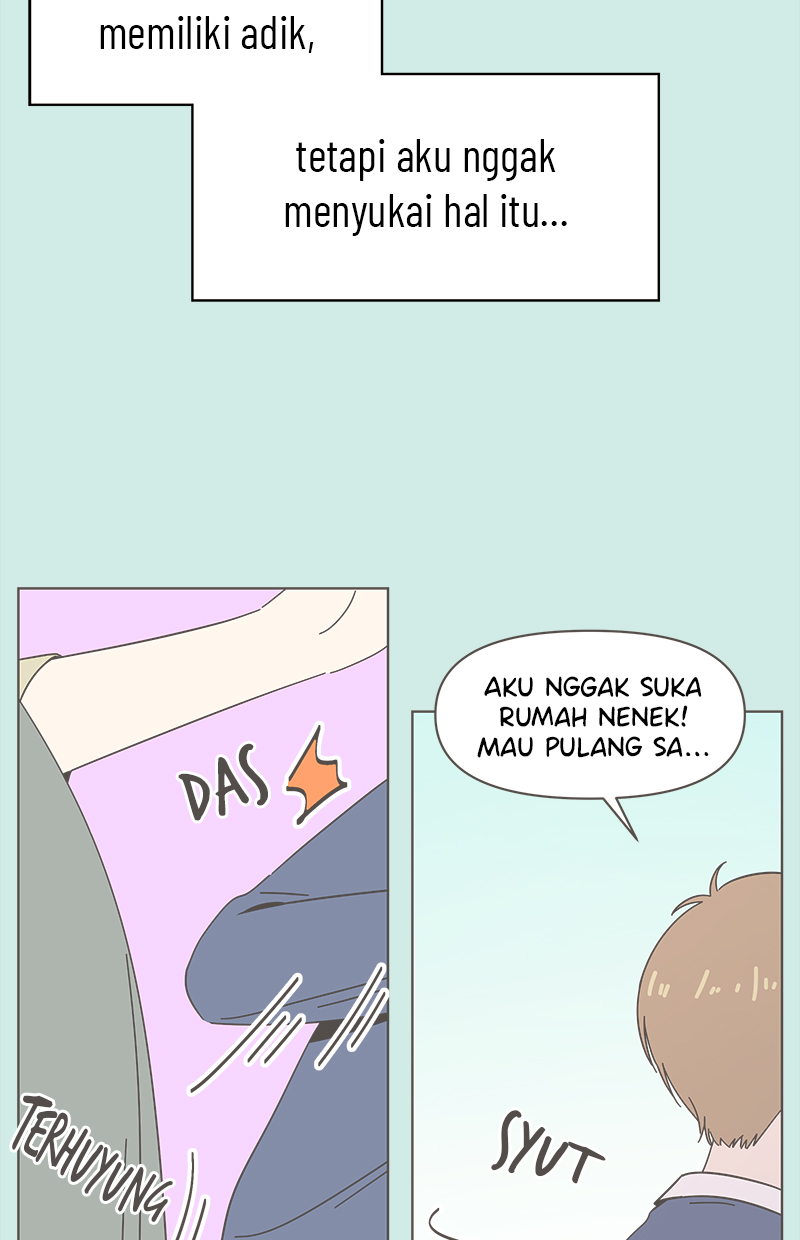 memiliki adik,
tetapi aku nggak
menyukai hal itu...
AKU NGGAK SUKA
RUMAH NENEK!
MAU PULANG SA...
DAS
TERHUYUNG
SYUT